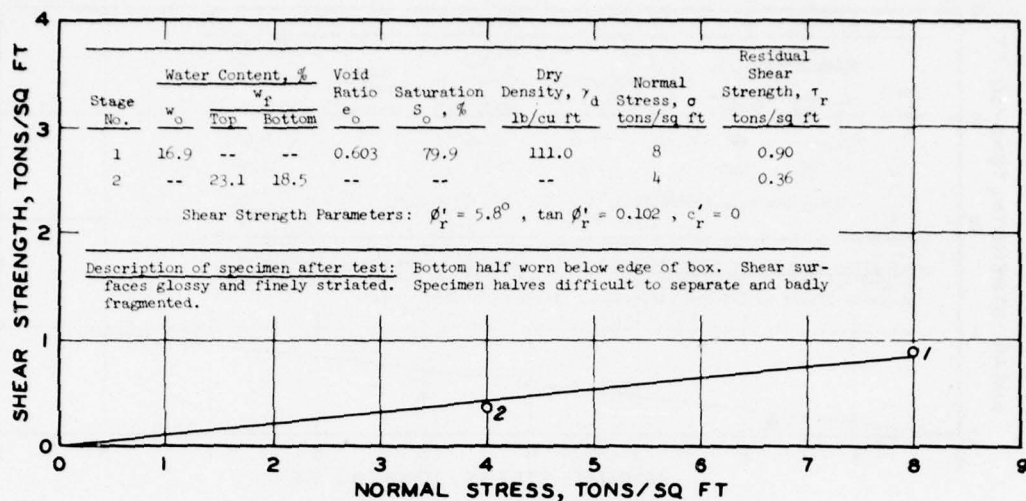 4
3
2
1
0
SHEAR STRENGTH, TONS/SQ FT
Stage No.
Water Content, %
w_o
w_f
Top
Bottom
Void Ratio e_o
Saturation S_o , %
Dry Density, γ_d lb/cu ft
Normal Stress, σ tons/sq ft
Residual Shear Strength, τ_r tons/sq ft
1 16.9 -- -- 0.603 79.9 111.0 8 0.90
2 -- 23.1 18.5 -- -- -- 4 0.36
Shear Strength Parameters: ϕ'_r = 5.8° , tan ϕ'_r = 0.102 , c'_r = 0
Description of specimen after test: Bottom half worn below edge of box. Shear sur-
faces glossy and finely striated. Specimen halves difficult to separate and badly
fragmented.
1
2
0 1 2 3 4 5 6 7 8 9
NORMAL STRESS, TONS/SQ FT